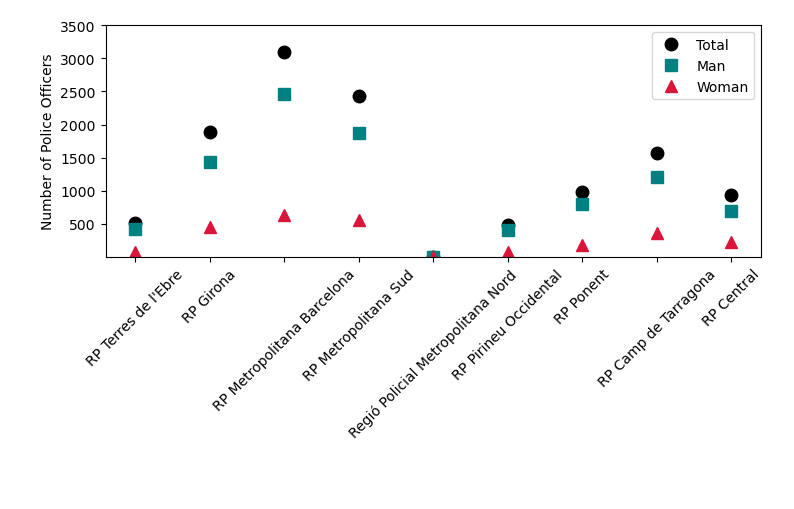 3500
3000
2500
2000
1500
1000
500
Number of Police Officers
Total
Man
Woman
RP Terres de l'Ebre
RP Girona
RP Metropolitana Barcelona
RP Metropolitana Sud
Regió Policial Metropolitana Nord
RP Pirineu Occidental
RP Ponent
RP Camp de Tarragona
RP Central